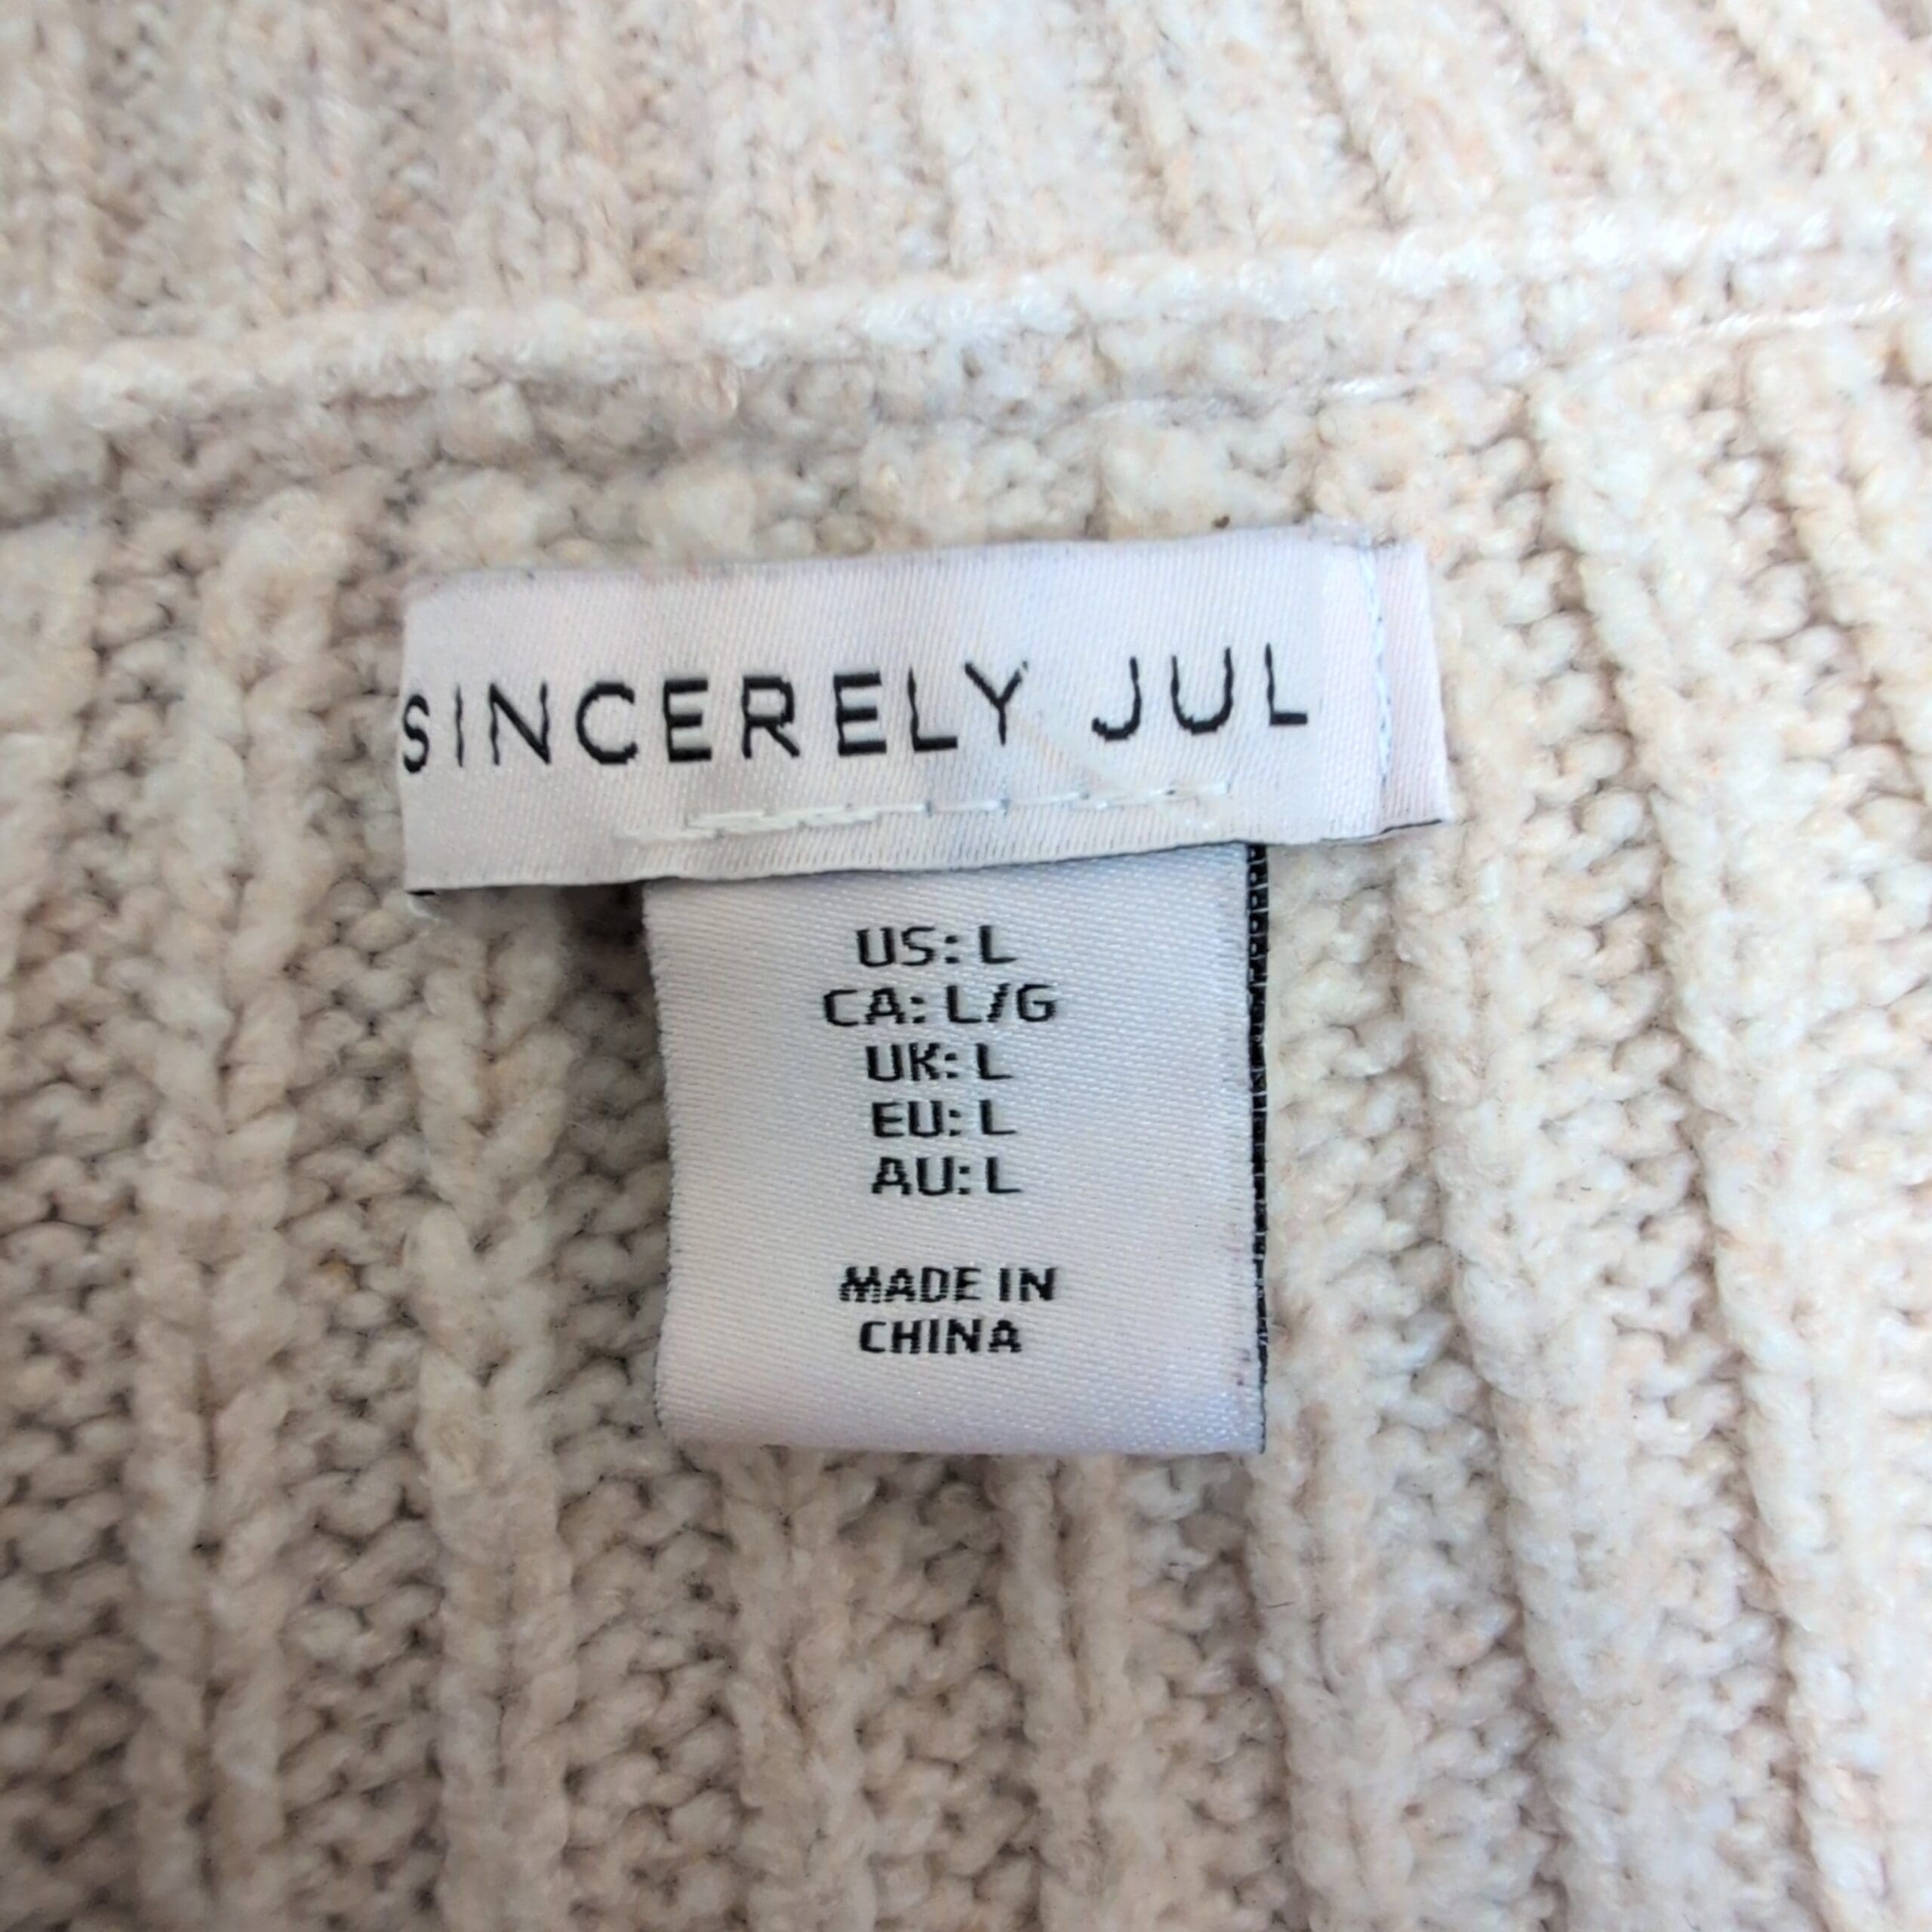 SINCERELY JUL
US: L
CA: L/G
UK: L
EU: L
AU: L
MADE IN
CHINA